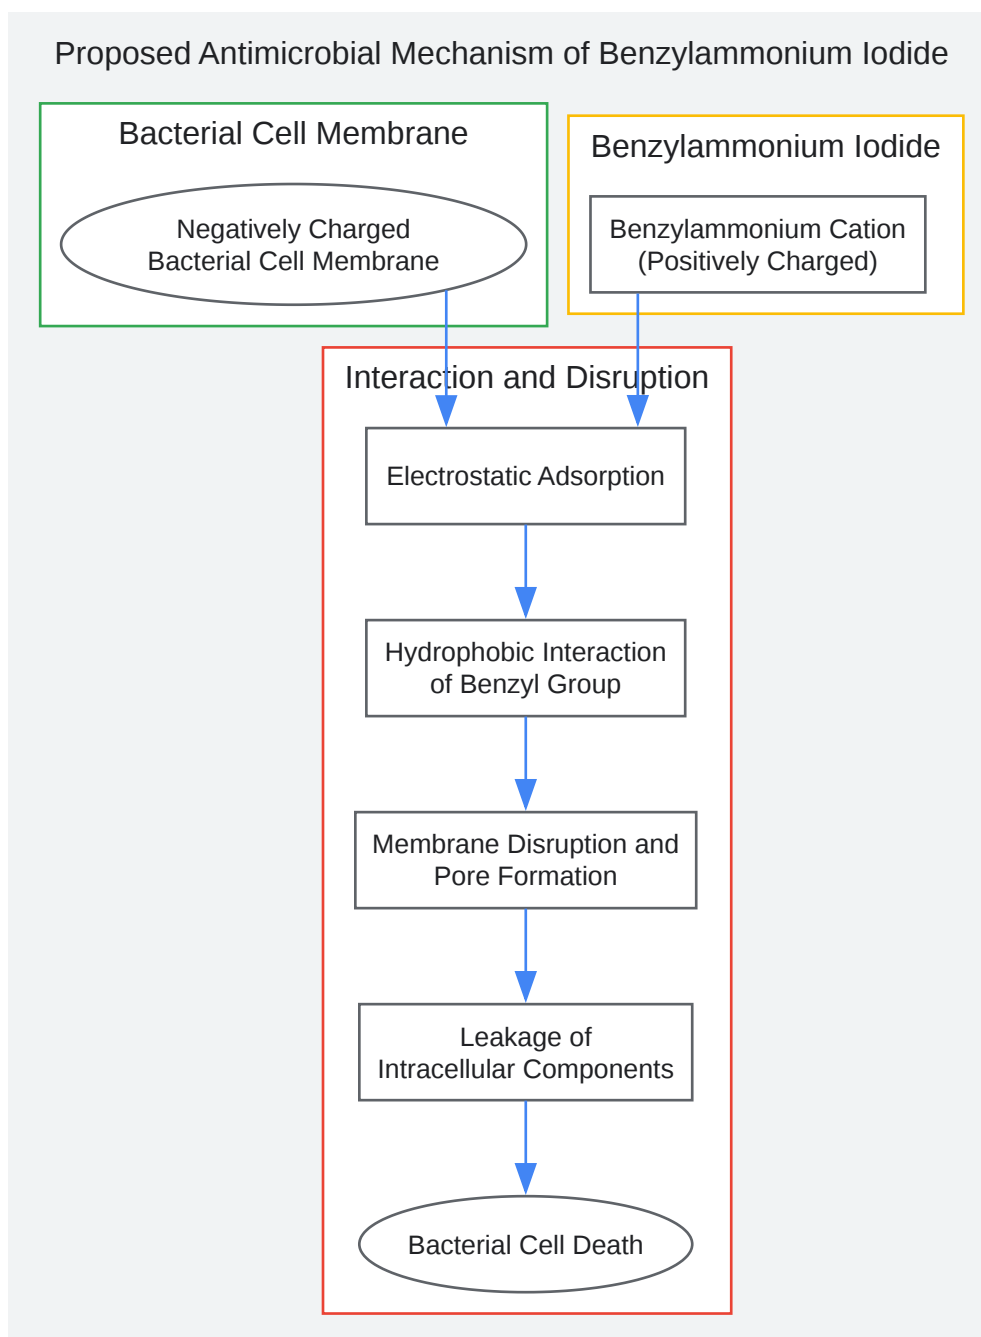 Proposed Antimicrobial Mechanism of Benzylammonium Iodide
Bacterial Cell Membrane
Negatively Charged
Bacterial Cell Membrane
Benzylammonium Iodide
Benzylammonium Cation
(Positively Charged)
Interaction and Disruption
Electrostatic Adsorption
Hydrophobic Interaction
of Benzyl Group
Membrane Disruption and
Pore Formation
Leakage of
Intracellular Components
Bacterial Cell Death